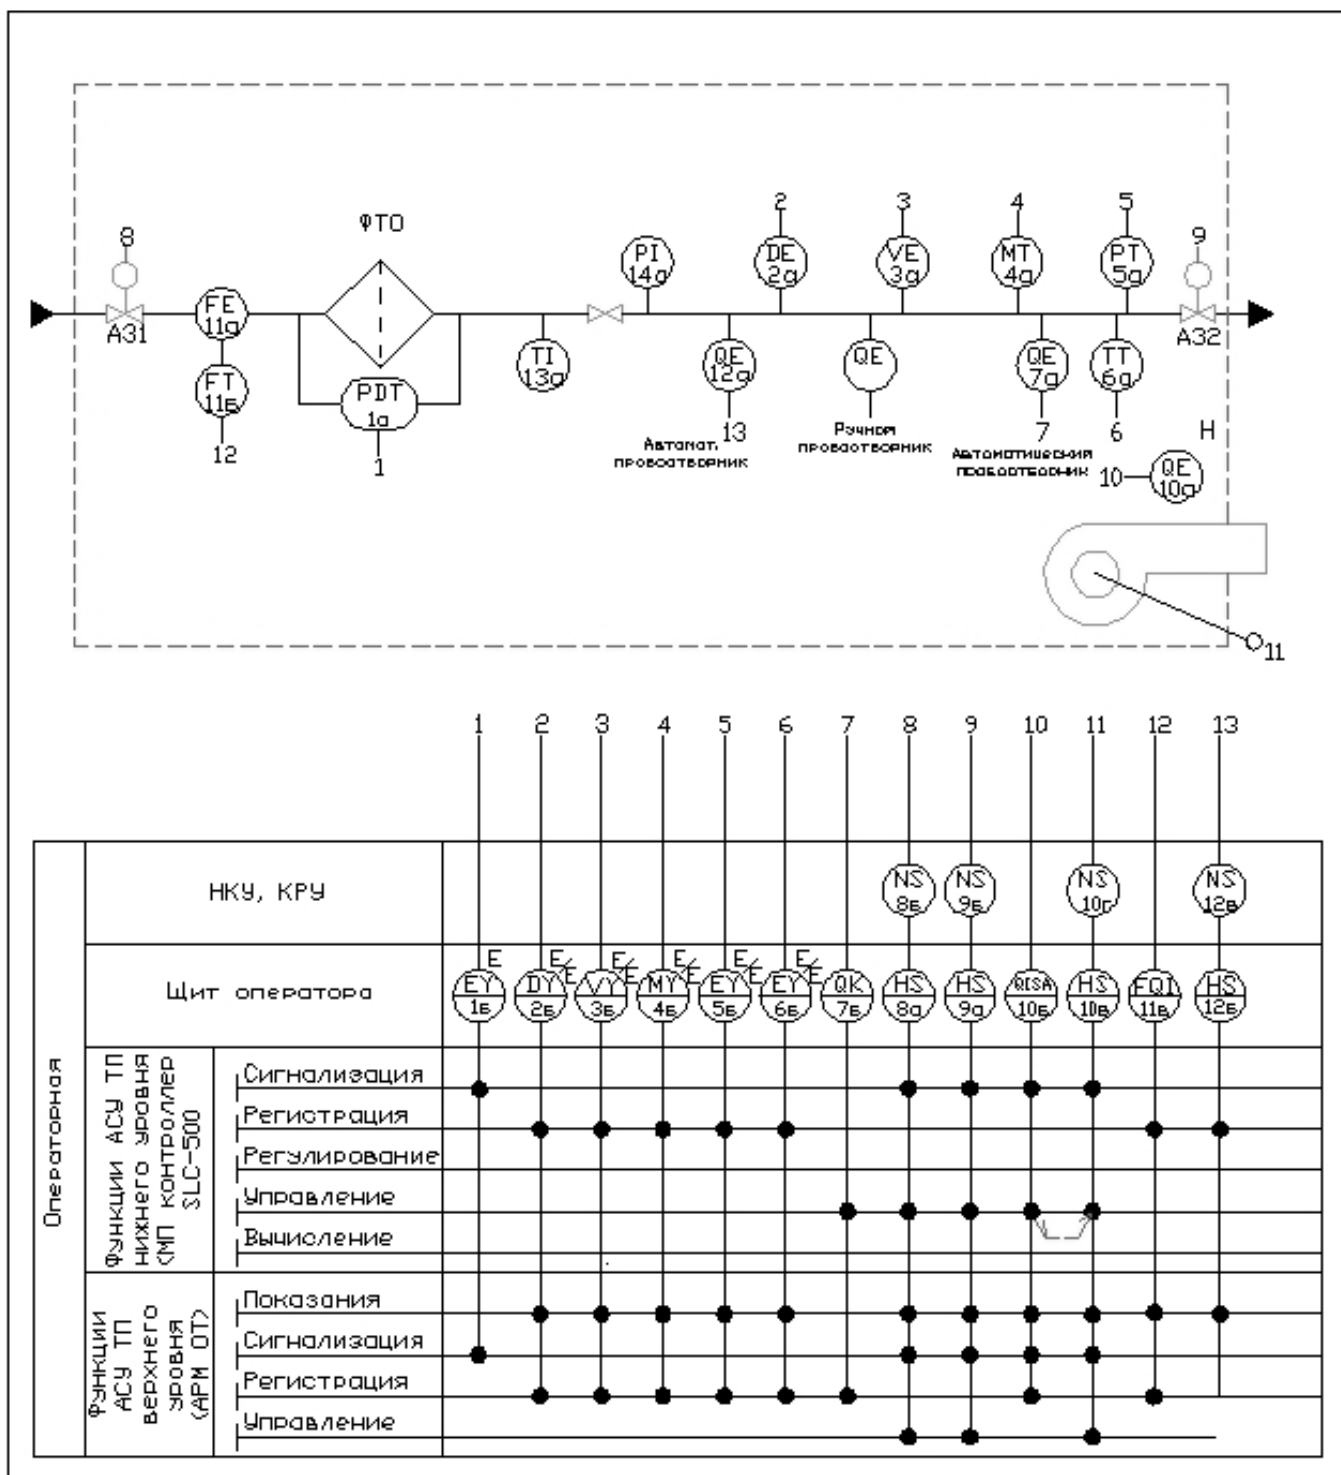 8
ФТО
2
3
4
5
9
PI
14а
DE
2а
VE
3а
MT
4а
PT
5а
FE
11а
АЗ1
АЗ2
FT
11Б
PDT
1а
TI
13а
QE
12а
QE
QE
7а
TT
6а
12
1
Автомат.
13
пробоотборник
Ручной
пробоотборник
7
6
Автоматический
пробоотборник
Н
10
QE
10а
11
1 2 3 4 5 6 7 8 9 10 11 12 13
Операторная
НКУ, КРУ
NS
8Б
NS
9Б
NS
10г
NS
12в
Щит оператора
E
EY
1Б
E
E
DY
2Б
E
E
VY
3Б
E
E
MY
4Б
E
E
EY
5Б
E
E
EY
6Б
QK
7Б
HS
8а
HS
9а
QISA
10Б
HS
10в
FQI
11в
HS
12Б
Функции АСУ ТП
нижнего уровня
(МП контроллер
SLC-500
Сигнализация
Регистрация
Регулирование
Управление
Вычисление
Функции
АСУ ТП
верхнего
уровня
(АРМ ОТ)
Показания
Сигнализация
Регистрация
Управление